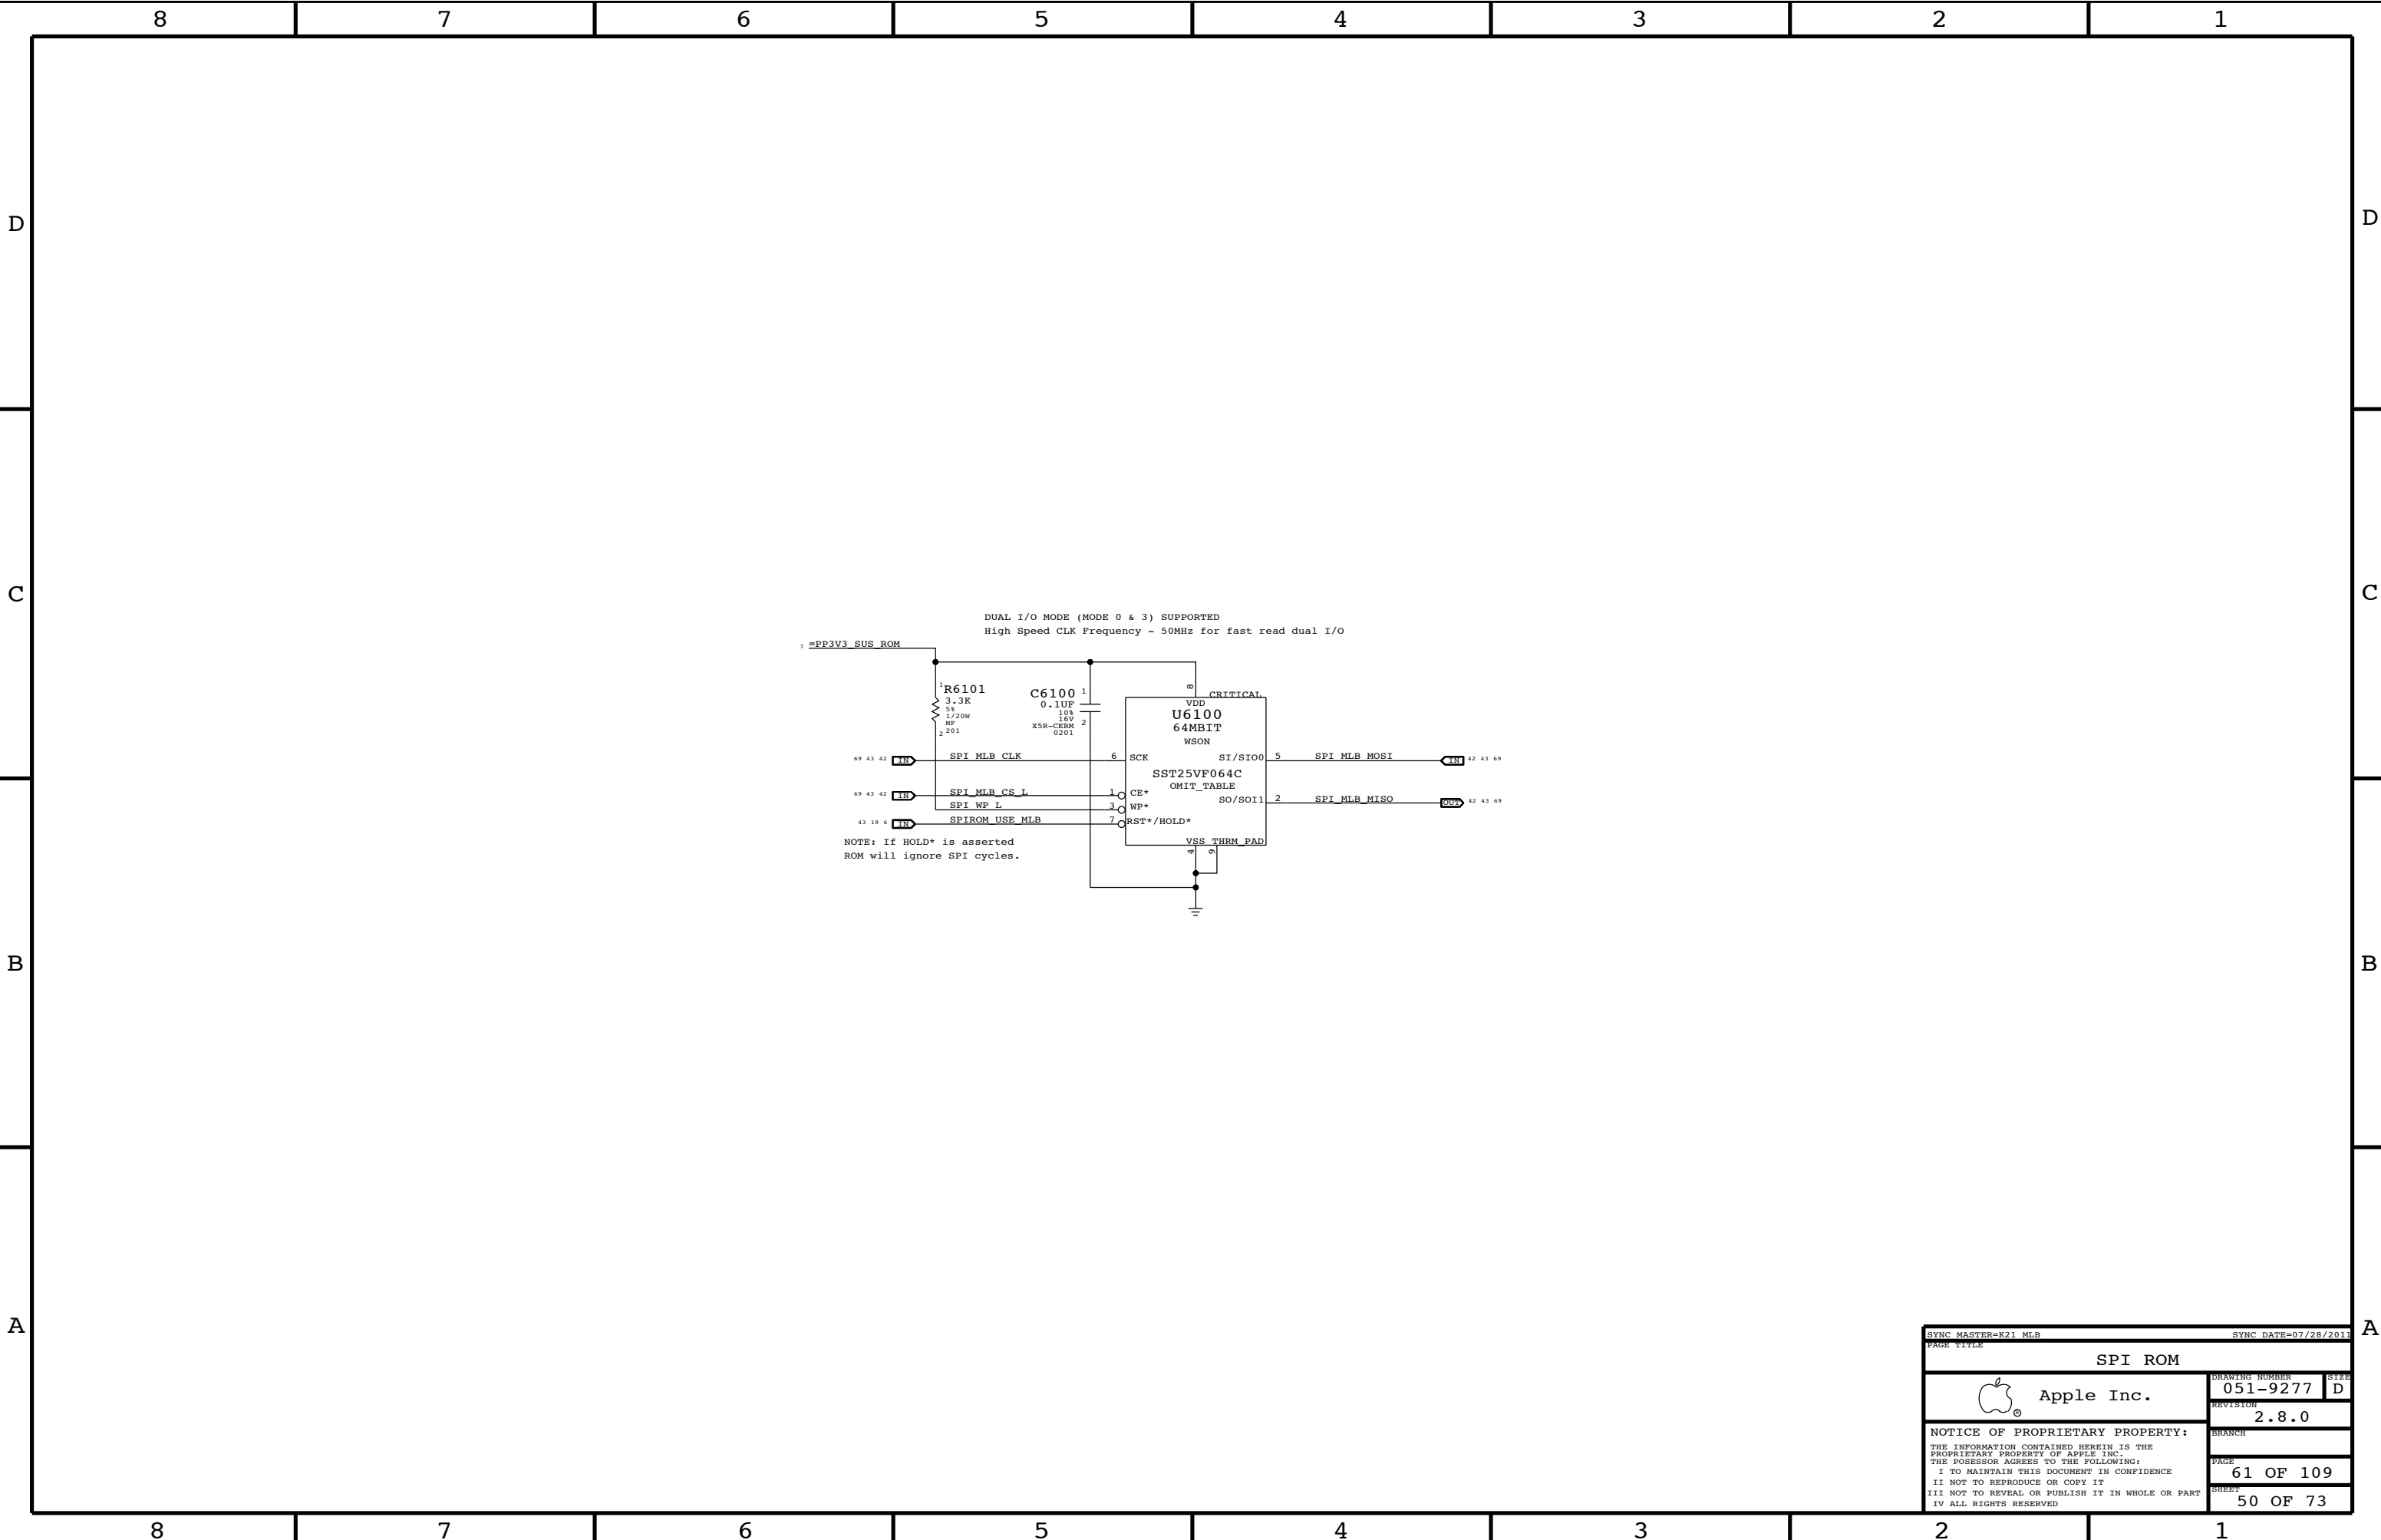 8 7 6 5 4 3 2 1
D D
C C
B B
A A
DUAL I/O MODE (MODE 0 & 3) SUPPORTED
High Speed CLK Frequency - 50MHz for fast read dual I/O
7 =PP3V3_SUS_ROM
1 R6101
3.3K
5%
1/20W
MF
201
2
C6100 1
0.1UF
10%
16V
X5R-CERM
0201
2
8
CRITICAL
VDD
U6100
64MBIT
WSON
69 43 42 IN SPI_MLB_CLK 6 SCK
SI/SIO0 5 SPI_MLB_MOSI IN 42 43 69
SST25VF064C
OMIT_TABLE
69 43 42 IN SPI_MLB_CS_L 1 CE*
SPI_WP_L 3 WP*
SO/SOI1 2 SPI_MLB_MISO OUT 42 43 69
43 19 6 IN SPIROM_USE_MLB 7 RST*/HOLD*
VSS THRM_PAD
4 9
NOTE: If HOLD* is asserted
ROM will ignore SPI cycles.
SYNC_MASTER=K21_MLB SYNC_DATE=07/28/2011
PAGE TITLE
SPI ROM
Apple Inc.
®
DRAWING NUMBER
051-9277
SIZE
D
REVISION
2.8.0
BRANCH
NOTICE OF PROPRIETARY PROPERTY:
THE INFORMATION CONTAINED HEREIN IS THE
PROPRIETARY PROPERTY OF APPLE INC.
THE POSESSOR AGREES TO THE FOLLOWING:
I TO MAINTAIN THIS DOCUMENT IN CONFIDENCE
II NOT TO REPRODUCE OR COPY IT
III NOT TO REVEAL OR PUBLISH IT IN WHOLE OR PART
IV ALL RIGHTS RESERVED
PAGE
61 OF 109
SHEET
50 OF 73
8 7 6 5 4 3 2 1